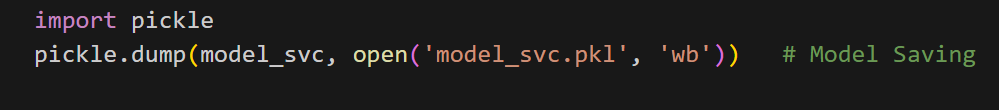 import pickle
pickle.dump(model_svc, open('model_svc.pkl', 'wb'))   # Model Saving